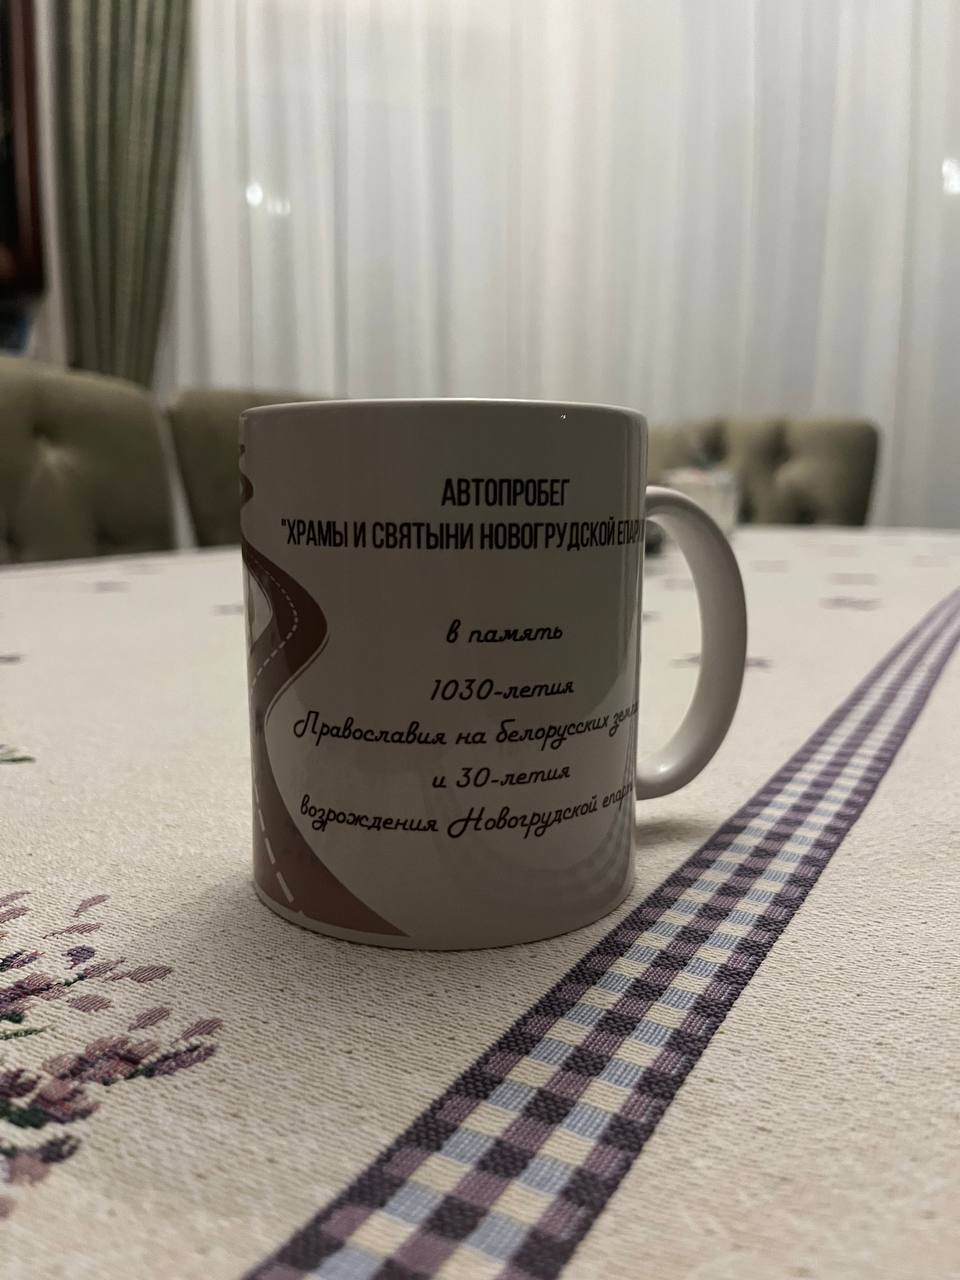 АВТОПРОБЕГ
"ХРАМЫ И СВЯТЫНИ НОВОГРУДСКОЙ
в память
1030-летия
Православия на белорусских
и 30-летия
возрождения Новогрудской